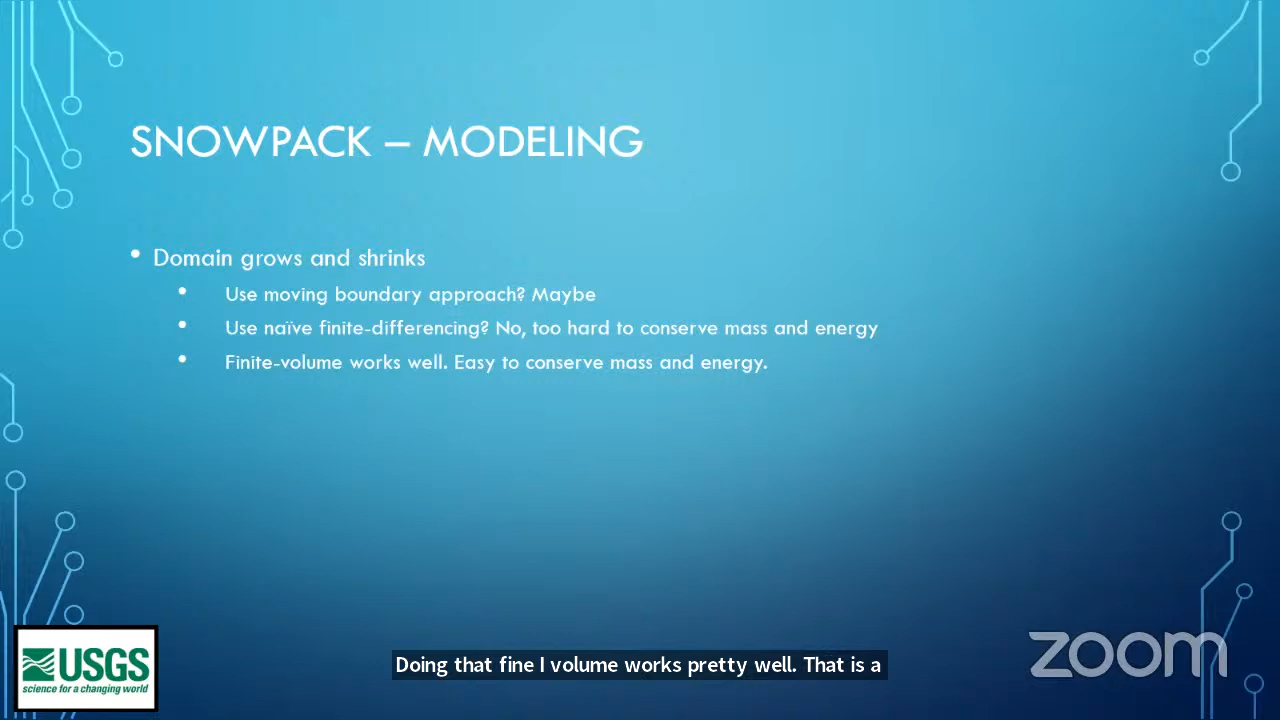 SNOWPACK – MODELING
• Domain grows and shrinks
• Use moving boundary approach? Maybe
• Use naïve finite-differencing? No, too hard to conserve mass and energy
• Finite-volume works well. Easy to conserve mass and energy.
Doing that fine I volume works pretty well. That is a
USGS
science for a changing world
zoom